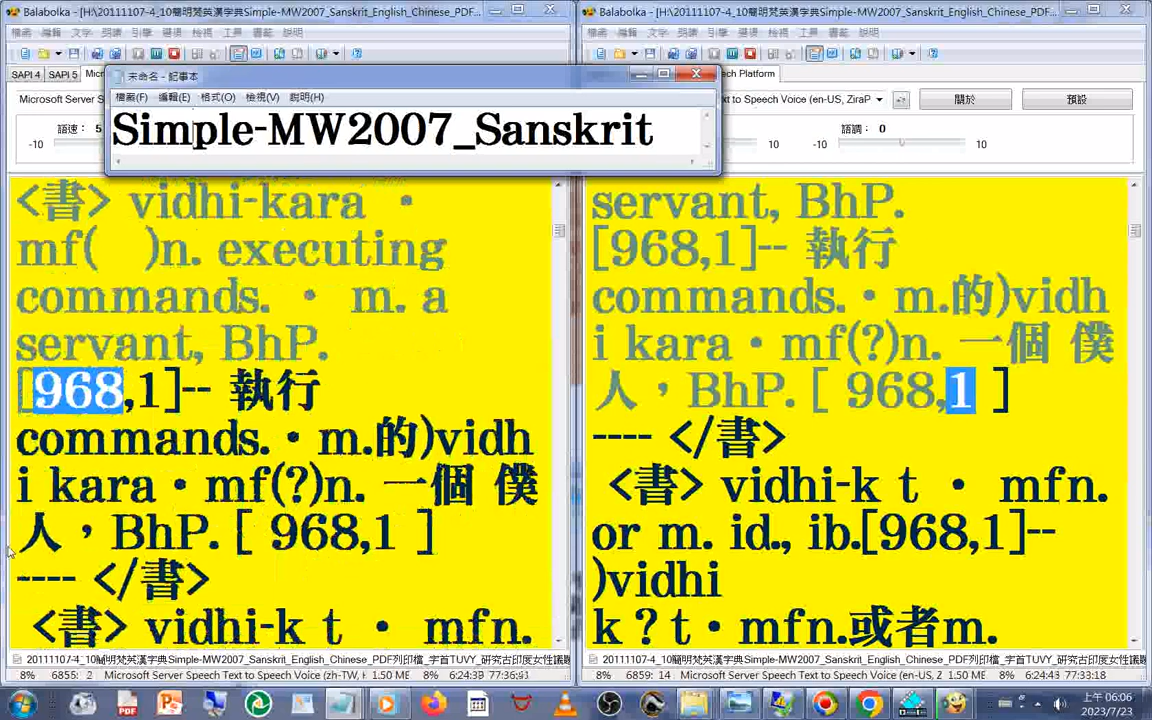 Balabolka - [H:\20111107-4_10簡明梵英漢字典Simple-MW2007_Sanskrit_English_Chinese_PDF...
Balabolka - [H:\20111107-4_10簡明梵英漢字典Simple-MW2007_Sanskrit_English_Chinese_PDF...
SAPI 4
SAPI 5
未命名 - 記事本
檔案(F) 編輯(E) 格式(O) 檢視(V) 說明(H)
Simple-MW2007_Sanskrit
Microsoft Server S
語速： 5
-10
ech Platform
xt to Speech Voice (en-US, ZiraP
關於
預設
語調： 0
10
-10
10
<書> vidhi-kara ·
mf( )n. executing
commands. · m. a
servant, BhP.
[968,1]-- 執行
commands.·m.的)vidh
i kara·mf(?)n. 一個 僕
人，BhP. [ 968,1 ]
---- </書>
<書> vidhi-k t · mfn.
servant, BhP.
[968,1]-- 執行
commands.·m.的)vidh
i kara·mf(?)n. 一個 僕
人，BhP. [ 968,1 ]
---- </書>
<書> vidhi-k t · mfn.
or m. id., ib.[968,1]--
)vidhi
k？t·mfn.或者m.
20111107-4_10簡明梵英漢字典Simple-MW2007_Sanskrit_English_Chinese_PDF列印檔_字首TUVY_研究古印度女性議題
20111107-4_10簡明梵英漢字典Simple-MW2007_Sanskrit_English_Chinese_PDF列印檔_字首TUVY_研究古印度女性議題
8% 6855: 2 Microsoft Server Speech Text to Speech Voice (zh-TW, 1.50 ME 8% 6:24:39 77:36:91
8% 6859: 14 Microsoft Server Speech Text to Speech Voice (en-US, 1.50 ME 8% 6:24:3 77:33:18
上午 06:06
2023/7/23